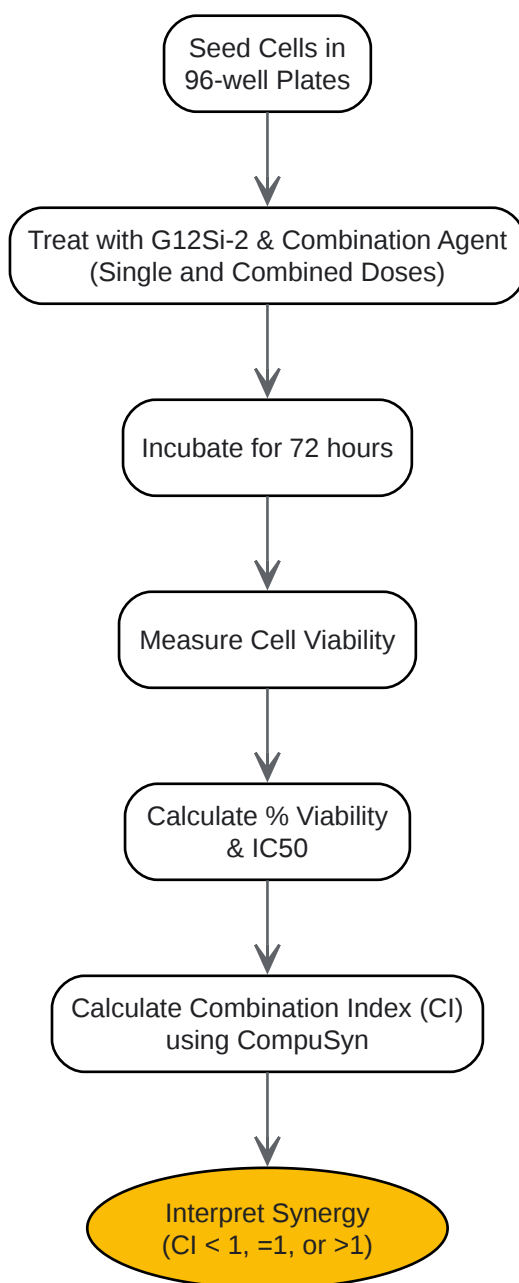 Seed Cells in
96-well Plates
Treat with G12Si-2 & Combination Agent
(Single and Combined Doses)
Incubate for 72 hours
Measure Cell Viability
Calculate % Viability
& IC50
Calculate Combination Index (CI)
using CompuSyn
Interpret Synergy
(CI < 1, =1, or >1)